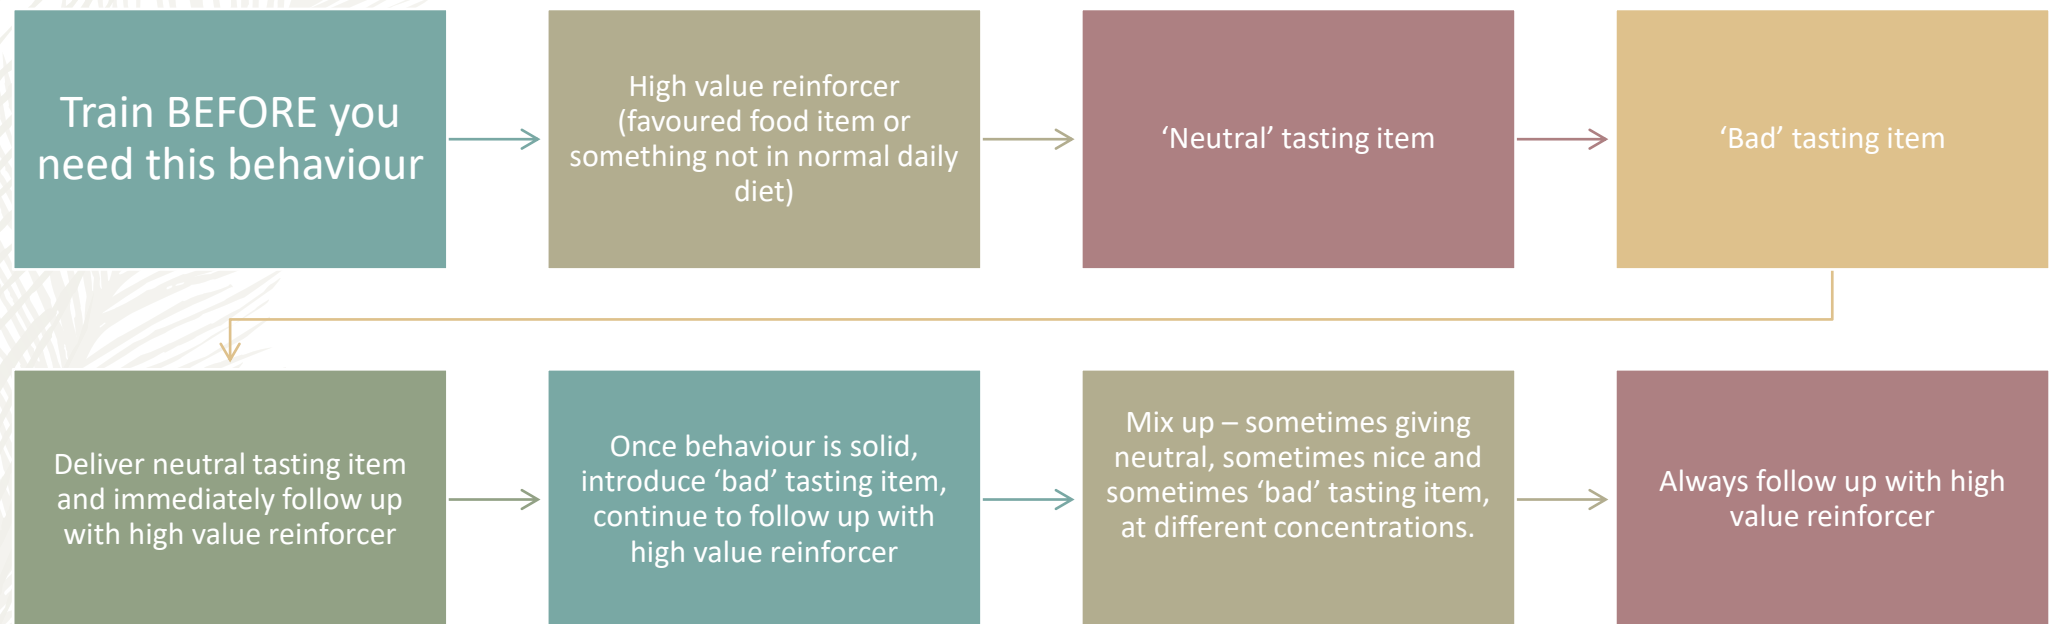 Train BEFORE you
need this behaviour
High value reinforcer
(favoured food item or
something not in normal daily
diet)
‘Neutral’ tasting item
‘Bad’ tasting item
Deliver neutral tasting item
and immediately follow up
with high value reinforcer
Once behaviour is solid,
introduce ‘bad’ tasting item,
continue to follow up with
high value reinforcer
Mix up – sometimes giving
neutral, sometimes nice and
sometimes ‘bad’ tasting item,
at different concentrations.
Always follow up with high
value reinforcer